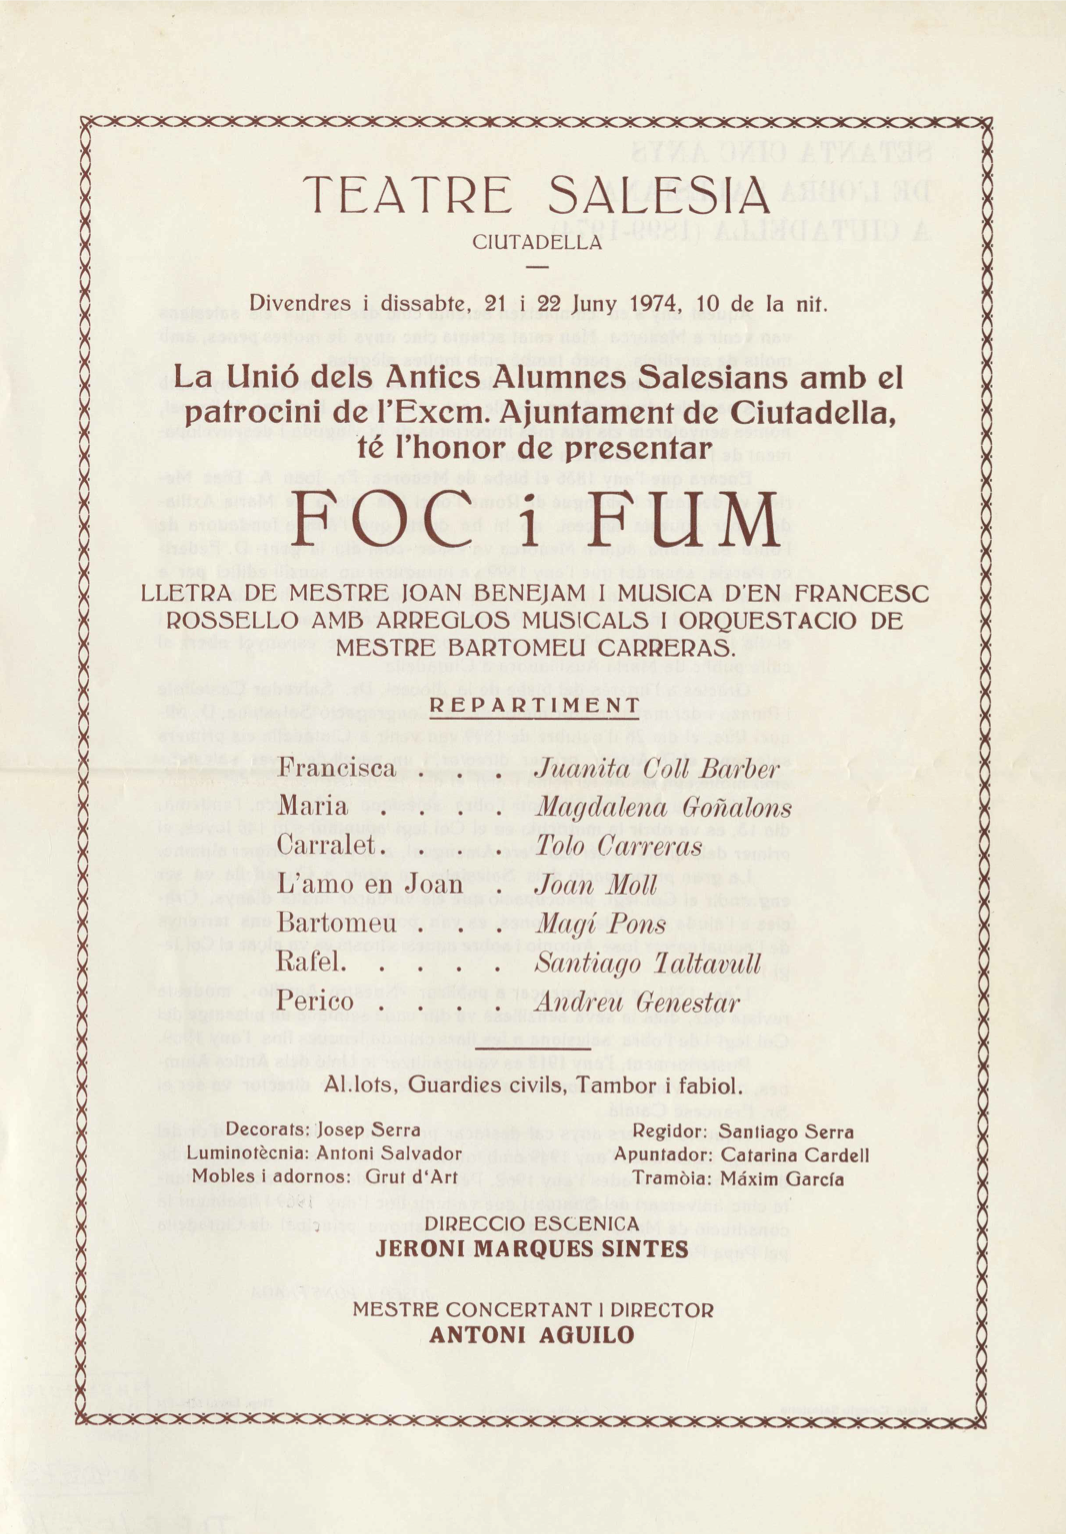 TEATRE SALESIA
CIUTADELLA
Divendres i dissabte, 21 i 22 Juny 1974, 10 de la nit.
La Unió dels Antics Alumnes Salesians amb el
patrocini de l'Excm. Ajuntament de Ciutadella,
té l'honor de presentar
FOC i FUM
LLETRA DE MESTRE JOAN BENEJAM I MUSICA D'EN FRANCESC
ROSSELLO AMB ARREGLOS MUSICALS I ORQUESTACIO DE
MESTRE BARTOMEU CARRERAS.
REPARTIMENT
Francisca . . . Juanita Coll Barber
Maria . . . . Magdalena Goñalons
Carralet. . . . Tolo Carreras
L'amo en Joan . Joan Moll
Bartomeu . . . Magí Pons
Rafel. . . . . Santiago Taltavull
Perico . . . . Andreu Genestar
Al.lots, Guardies civils, Tambor i fabiol.
Decorats: Josep Serra
Luminotècnia: Antoni Salvador
Mobles i adornos: Grut d'Art
Regidor: Santiago Serra
Apuntador: Catarina Cardell
Tramòia: Máxim García
DIRECCIO ESCENICA
JERONI MARQUES SINTES
MESTRE CONCERTANT I DIRECTOR
ANTONI AGUILO